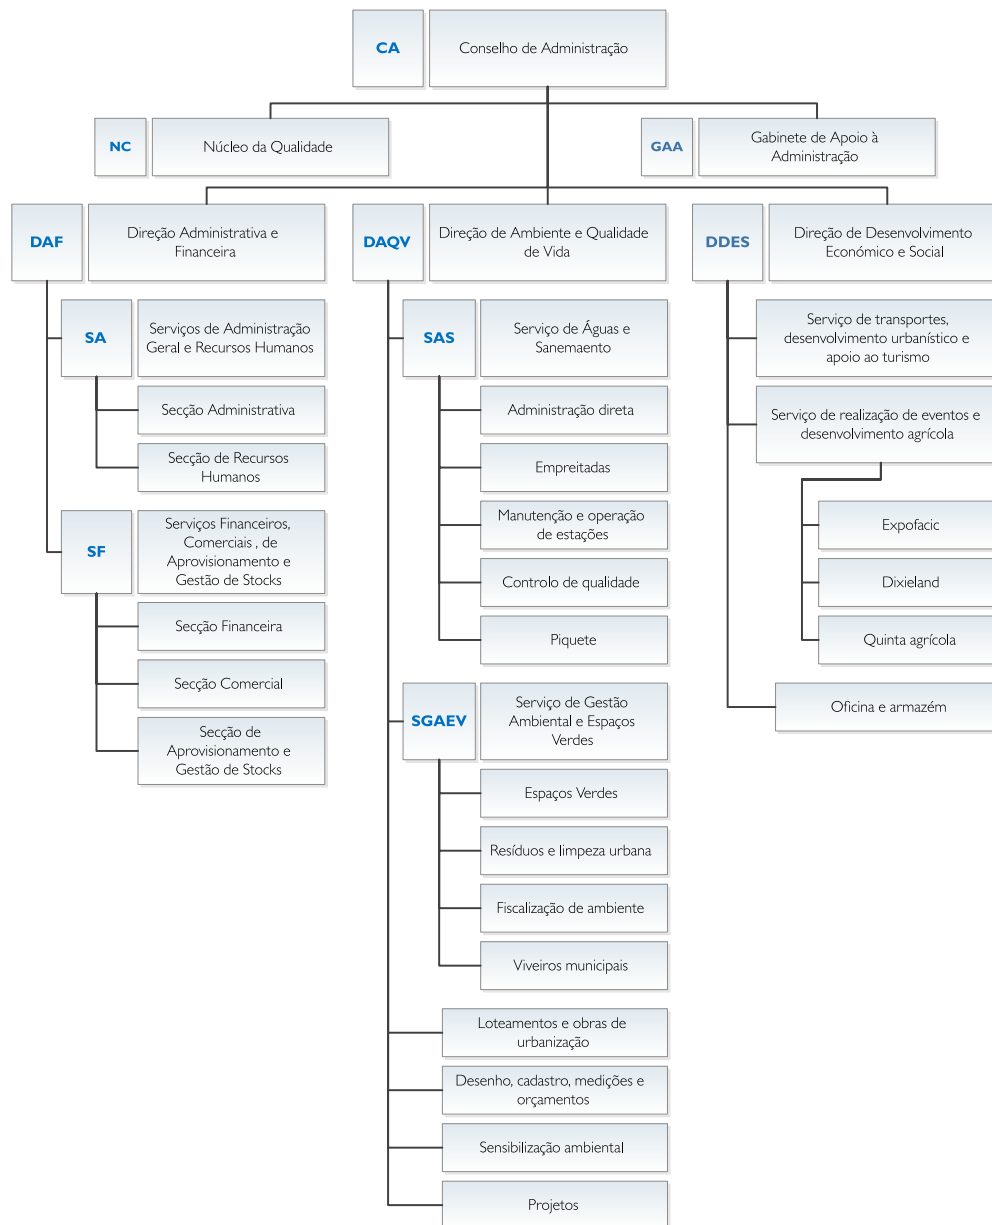 CA
Conselho de Administração
NC
Núcleo da Qualidade
GAA
Gabinete de Apoio à
Administração
DAF
Direção Administrativa e
Financeira
SA
Serviços de Administração
Geral e Recursos Humanos
Secção Administrativa
Secção de Recursos
Humanos
SF
Serviços Financeiros,
Comerciais , de
Aprovisionamento e
Gestão de Stocks
Secção Financeira
Secção Comercial
Secção de
Aprovisionamento e
Gestão de Stocks
DAQV
Direção de Ambiente e Qualidade
de Vida
SAS
Serviço de Águas e
Sanemaento
Administração direta
Empreitadas
Manutenção e operação
de estações
Controlo de qualidade
Piquete
SGAEV
Serviço de Gestão
Ambiental e Espaços
Verdes
Espaços Verdes
Resíduos e limpeza urbana
Fiscalização de ambiente
Viveiros municipais
Loteamentos e obras de
urbanização
Desenho, cadastro, medições e
orçamentos
Sensibilização ambiental
Projetos
DDES
Direção de Desenvolvimento
Económico e Social
Serviço de transportes,
desenvolvimento urbanístico e
apoio ao turismo
Serviço de realização de eventos e
desenvolvimento agrícola
Expofacic
Dixieland
Quinta agrícola
Oficina e armazém